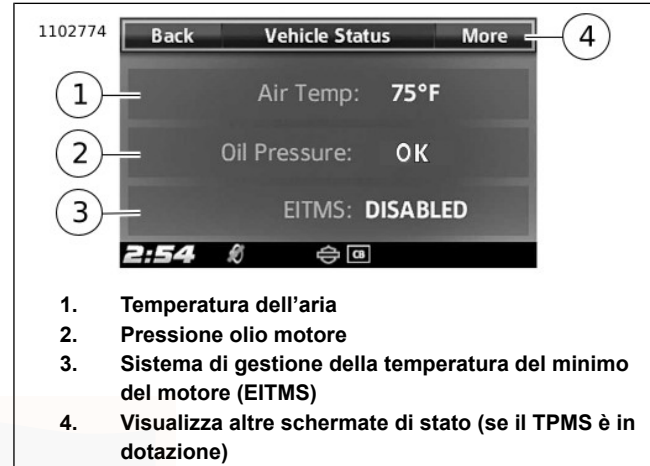 1102774
Back Vehicle Status More
4
1 Air Temp: 75°F
2 Oil Pressure: OK
3 EITMS: DISABLED
2:54 CB
1. Temperatura dell'aria
2. Pressione olio motore
3. Sistema di gestione della temperatura del minimo
del motore (EITMS)
4. Visualizza altre schermate di stato (se il TPMS è in
dotazione)